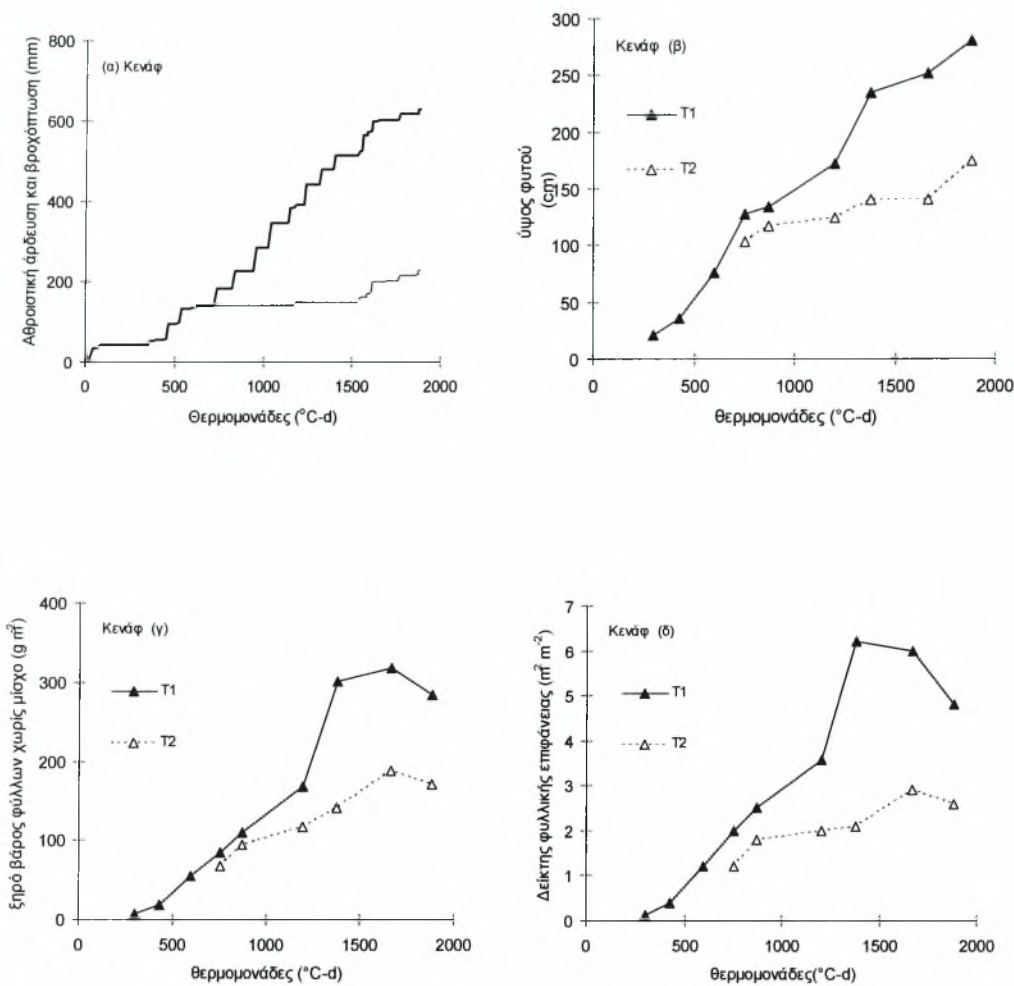 800
600
400
200
0
(α) Κενάφ
Αθροιστική άρδευση και βροχόπτωση (mm)
0 500 1000 1500 2000
Θερμομονάδες (°C-d)
300
250
200
150
100
50
0
Κενάφ (β)
T1
T2
ύψος φυτού
(cm)
0 500 1000 1500 2000
θερμομονάδες (°C-d)
400
300
200
100
0
Κενάφ (γ)
T1
T2
ξηρό βάρος φύλλων χωρίς μίσχο (g m²)
0 500 1000 1500 2000
θερμομονάδες(°C-d)
7
6
5
4
3
2
1
0
Κενάφ (δ)
T1
T2
Δείκτης φυλλικής επιφάνειας (m² m⁻²)
0 500 1000 1500 2000
θερμομονάδες(°C-d)